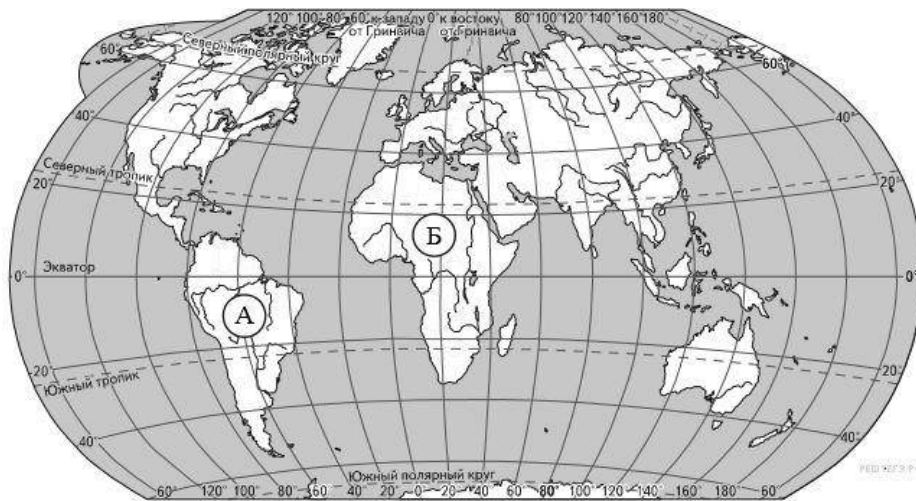 120° 100° 80° 60° к западу 0° к востоку 60° 80° 100° 120° 140° 160° 180°
от Гринвича от Гринвича
60°
Северный полярный круг
60°
40°
40°
Северный тропик
20°
20°
Б
Экватор
0°
0°
А
20°
20°
Южный тропик
40°
40°
Южный полярный круг
60° 120° 100° 80° 60° 40° 20° 0° 20° 40° 60° 80° 100° 120° 140° 160° 180° 60°